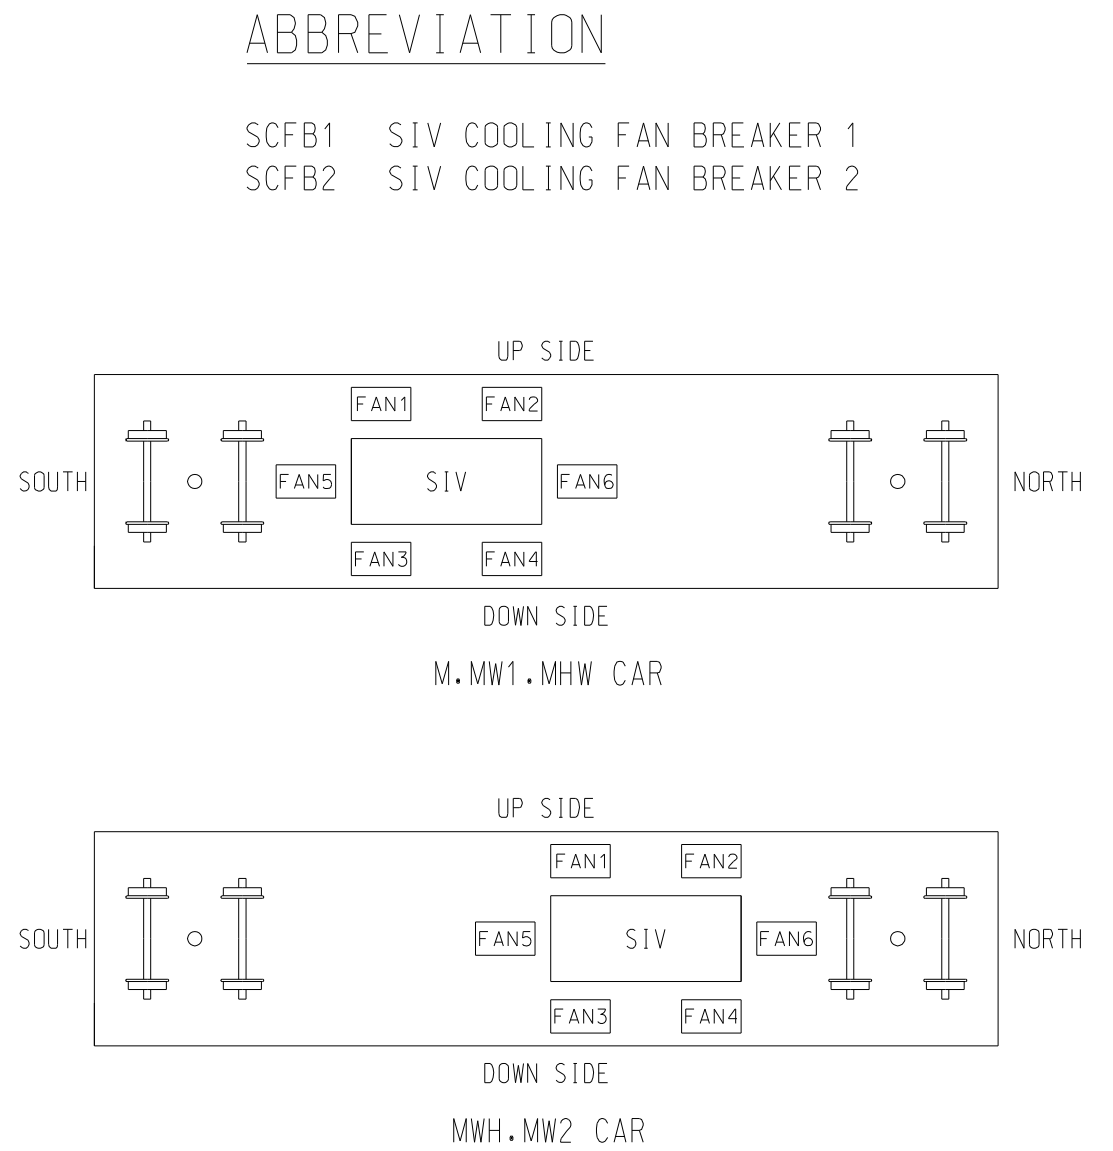 ABBREVIATION
SCFB1 SIV COOLING FAN BREAKER 1
SCFB2 SIV COOLING FAN BREAKER 2
UP SIDE
FAN1 FAN2
SOUTH FAN5 SIV FAN6 NORTH
FAN3 FAN4
DOWN SIDE
M.MW1.MHW CAR
UP SIDE
FAN1 FAN2
SOUTH FAN5 SIV FAN6 NORTH
FAN3 FAN4
DOWN SIDE
MWH.MW2 CAR